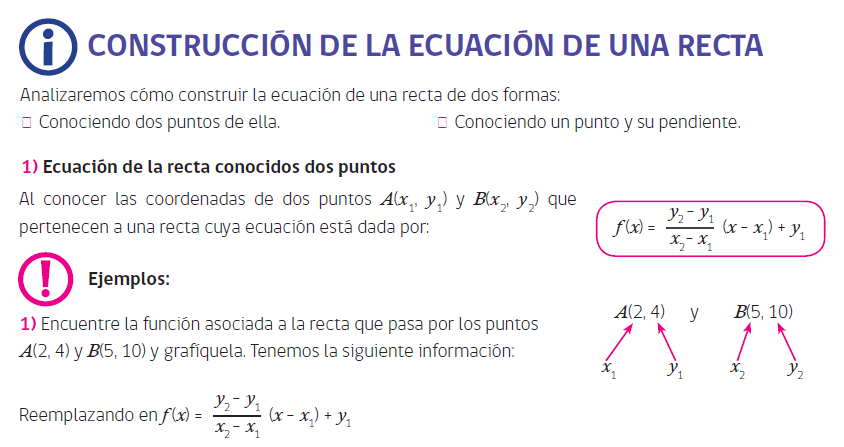 i CONSTRUCCIÓN DE LA ECUACIÓN DE UNA RECTA
Analizaremos cómo construir la ecuación de una recta de dos formas:
□ Conociendo dos puntos de ella. □ Conociendo un punto y su pendiente.
1) Ecuación de la recta conocidos dos puntos
Al conocer las coordenadas de dos puntos A(x₁, y₁) y B(x₂, y₂) que
pertenecen a una recta cuya ecuación está dada por:
f(x) = (y₂ − y₁)/(x₂ − x₁) (x − x₁) + y₁
! Ejemplos:
1) Encuentre la función asociada a la recta que pasa por los puntos
A(2, 4) y B(5, 10) y grafíquela. Tenemos la siguiente información:
A(2, 4) y B(5, 10)
x₁ y₁ x₂ y₂
Reemplazando en f(x) = (y₂ − y₁)/(x₂ − x₁) (x − x₁) + y₁